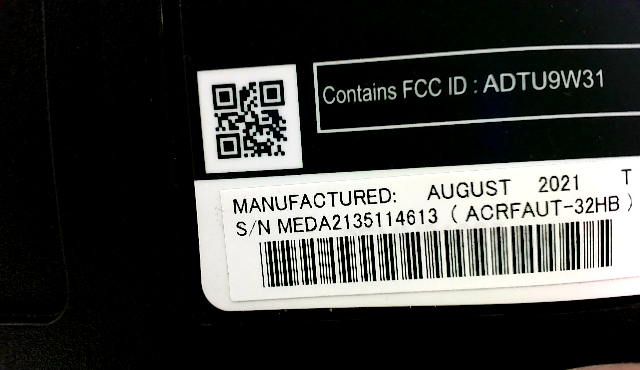 Contains FCC ID : ADTU9W31
MANUFACTURED: AUGUST 2021 T
S/N MEDA2135114613 ( ACRFAUT-32HB )